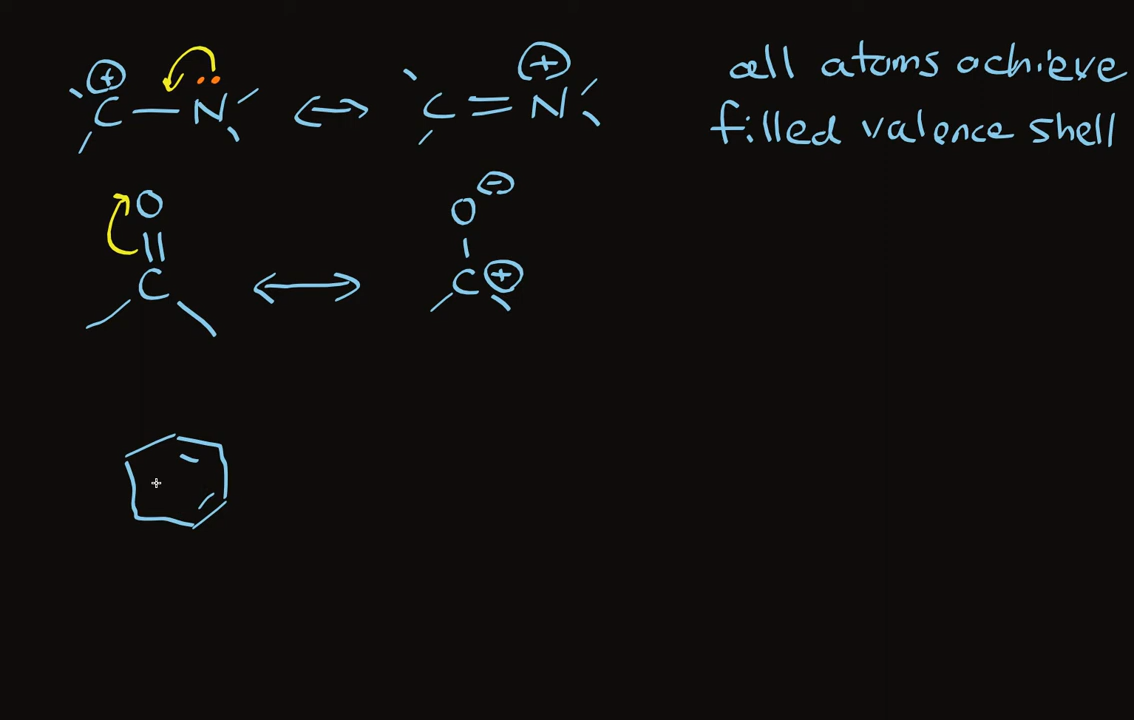 all atoms achieve
filled valence shell
⊕ C — N ⟷ C = N ⊕
O ⟷ O ⊖
C C ⊕